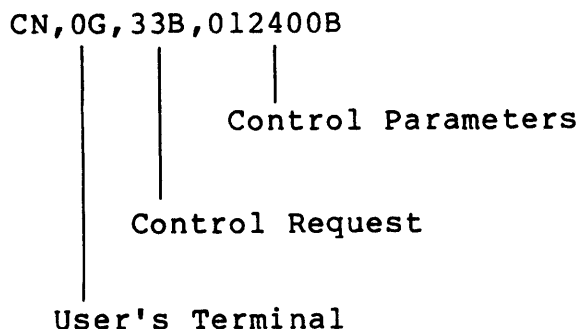 CN,0G,33B,012400B
Control Parameters
Control Request
User's Terminal